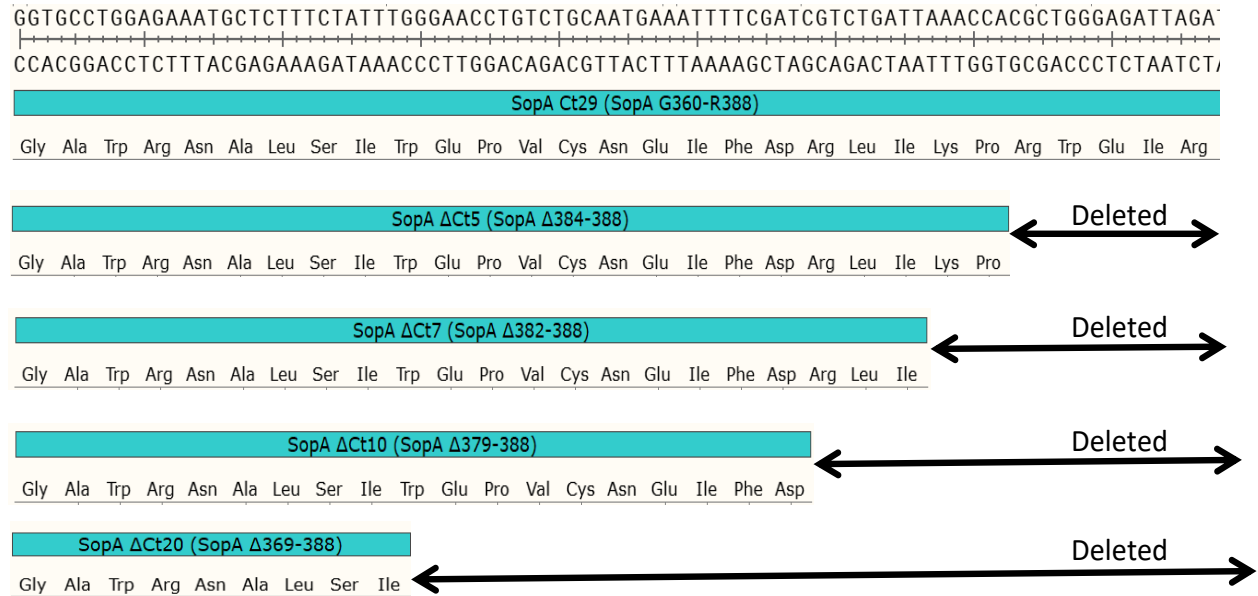 GGTGCCTGGAGAAATGCTCTTTCTATTTGGGAACCTGTCTGCAATGAAATTTTCGATCGTCTGATTAAACCACGCTGGGAGATTAGAT
CCACGGACCTCTTTACGAGAAAGATAAACCCTTGGACAGACGTTACTTTAAAAGCTAGCAGACTAATTTGGTGCGACCCTCTAATCTA
SopA Ct29 (SopA G360-R388)
Gly Ala Trp Arg Asn Ala Leu Ser Ile Trp Glu Pro Val Cys Asn Glu Ile Phe Asp Arg Leu Ile Lys Pro Arg Trp Glu Ile Arg
SopA ΔCt5 (SopA Δ384-388) Deleted
Gly Ala Trp Arg Asn Ala Leu Ser Ile Trp Glu Pro Val Cys Asn Glu Ile Phe Asp Arg Leu Ile Lys Pro
SopA ΔCt7 (SopA Δ382-388) Deleted
Gly Ala Trp Arg Asn Ala Leu Ser Ile Trp Glu Pro Val Cys Asn Glu Ile Phe Asp Arg Leu Ile
SopA ΔCt10 (SopA Δ379-388) Deleted
Gly Ala Trp Arg Asn Ala Leu Ser Ile Trp Glu Pro Val Cys Asn Glu Ile Phe Asp
SopA ΔCt20 (SopA Δ369-388) Deleted
Gly Ala Trp Arg Asn Ala Leu Ser Ile